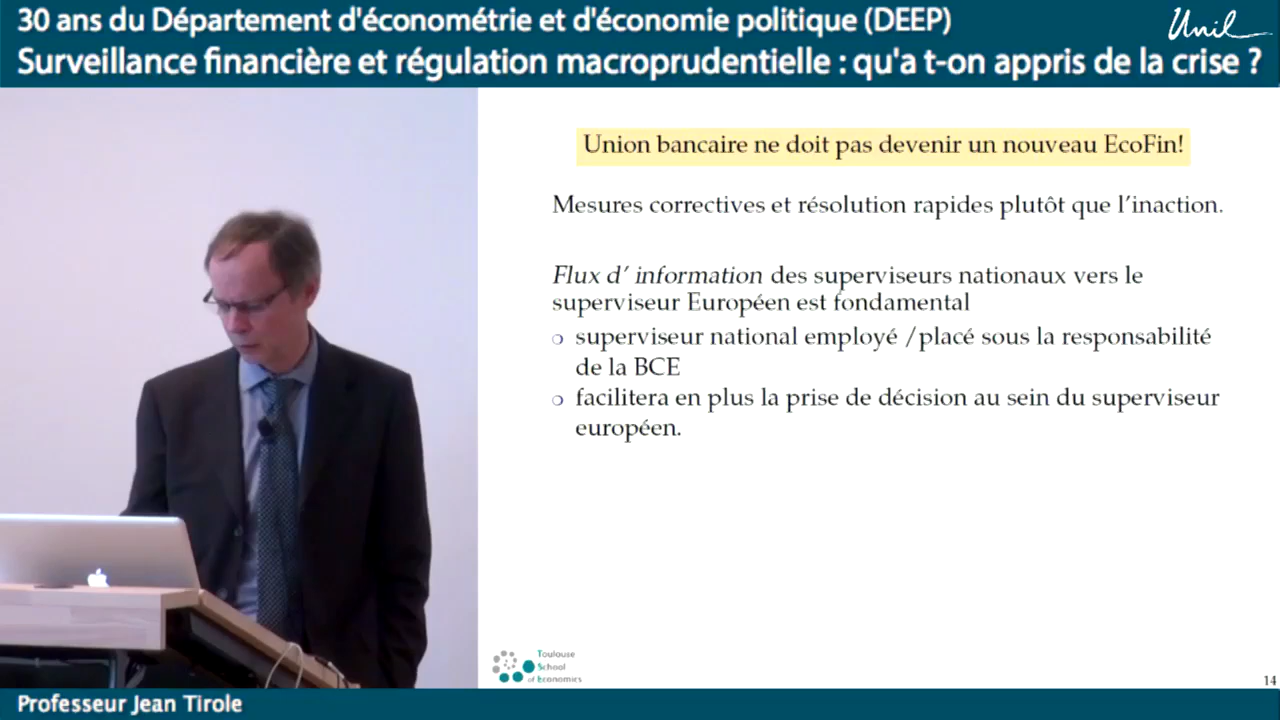 30 ans du Département d'économétrie et d'économie politique (DEEP)
Unil
Surveillance financière et régulation macroprudentielle : qu'a t-on appris de la crise ?
Union bancaire ne doit pas devenir un nouveau EcoFin!
Mesures correctives et résolution rapides plutôt que l’inaction.
Flux d’ information des superviseurs nationaux vers le
superviseur Européen est fondamental
superviseur national employé /placé sous la responsabilité
de la BCE
facilitera en plus la prise de décision au sein du superviseur
européen.
Toulouse
School
of Economics
14
Professeur Jean Tirole